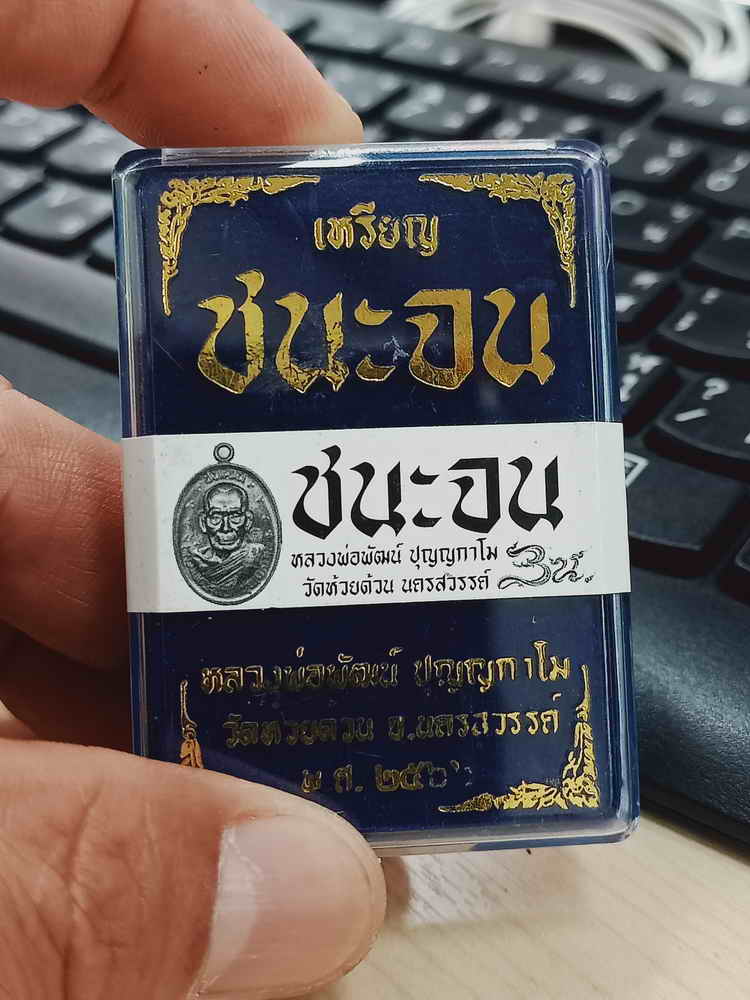 เหรียญ
ชนะจน
ชนะจน
หลวงพ่อพัฒน์ ปุญญกาโม
วัดห้วยด้วน นครสวรรค์
หลวงพ่อพัฒน์ ปุญญกาโม
วัดห้วยด้วน จ.นครสวรรค์
พ.ศ.